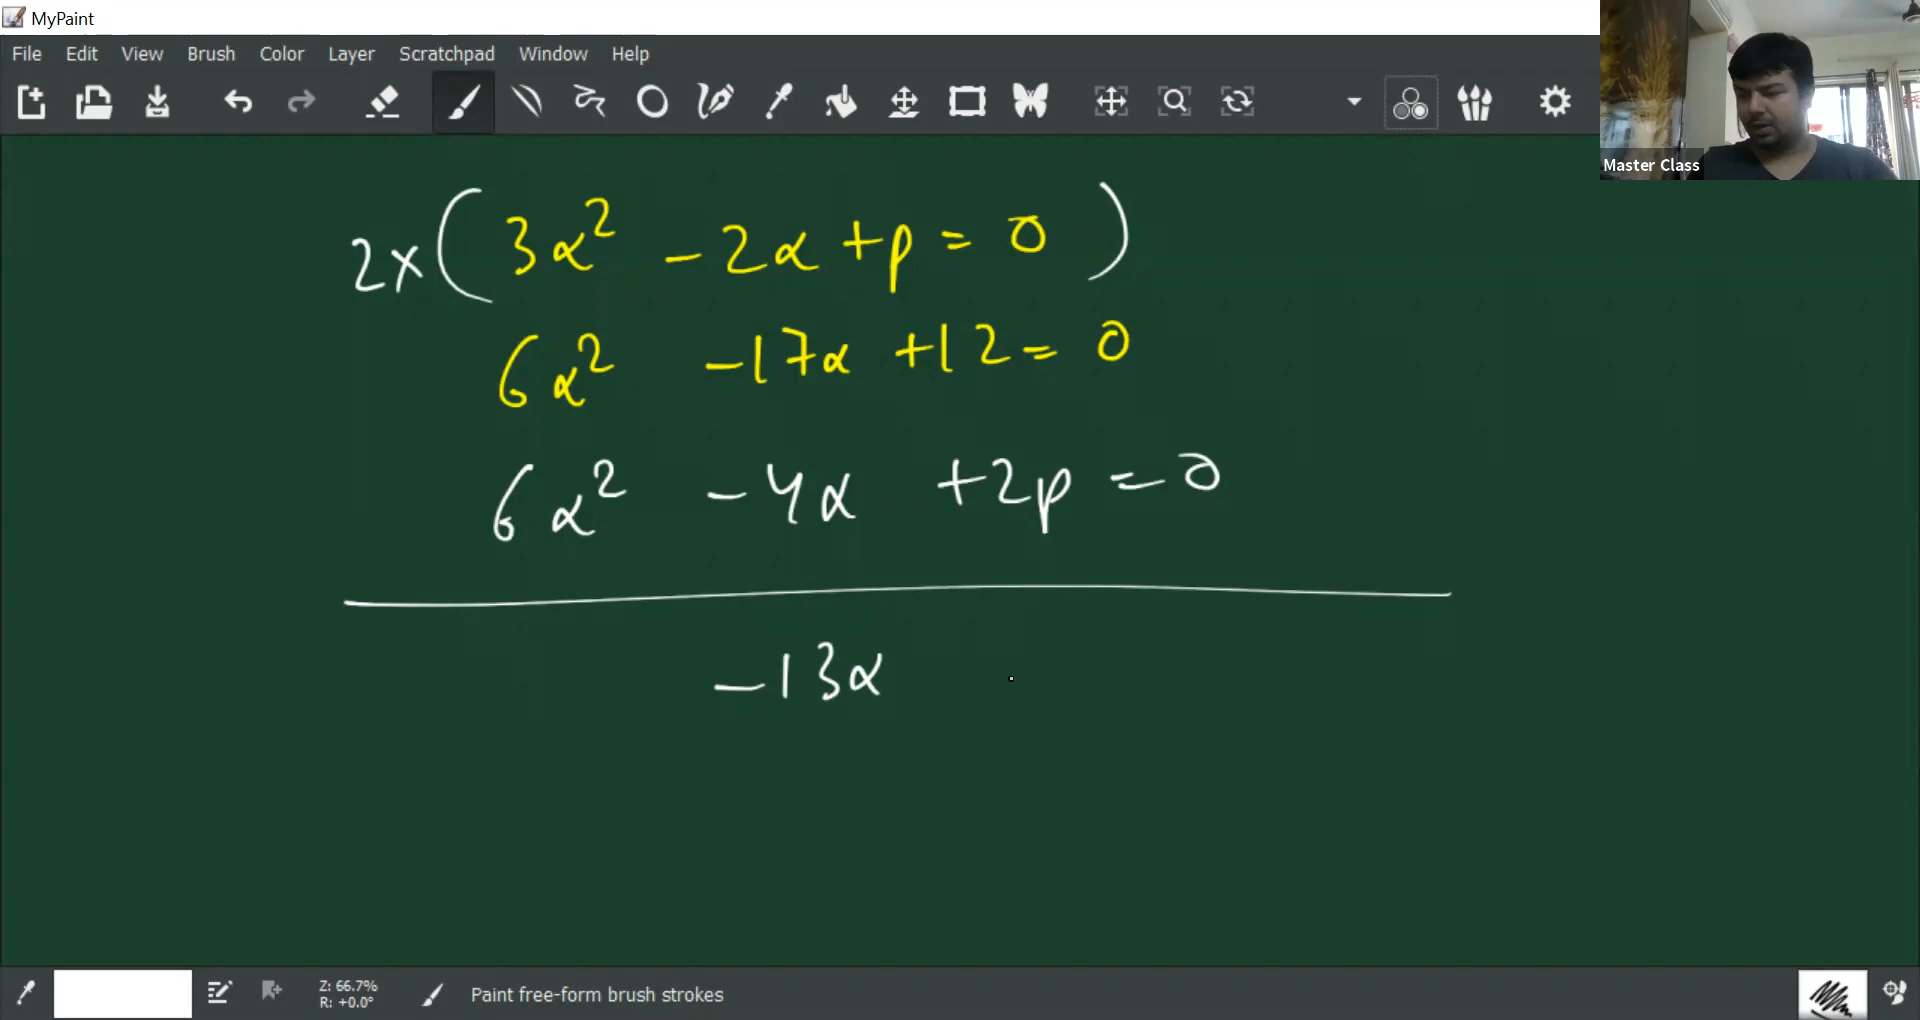 MyPaint
File Edit View Brush Color Layer Scratchpad Window Help
Master Class
2x(3α² - 2α + p = 0)
6α² - 17α + 12 = 0
6α² - 4α + 2p = 0
-13α
Z: 66.7%
R: +0.0°
Paint free-form brush strokes